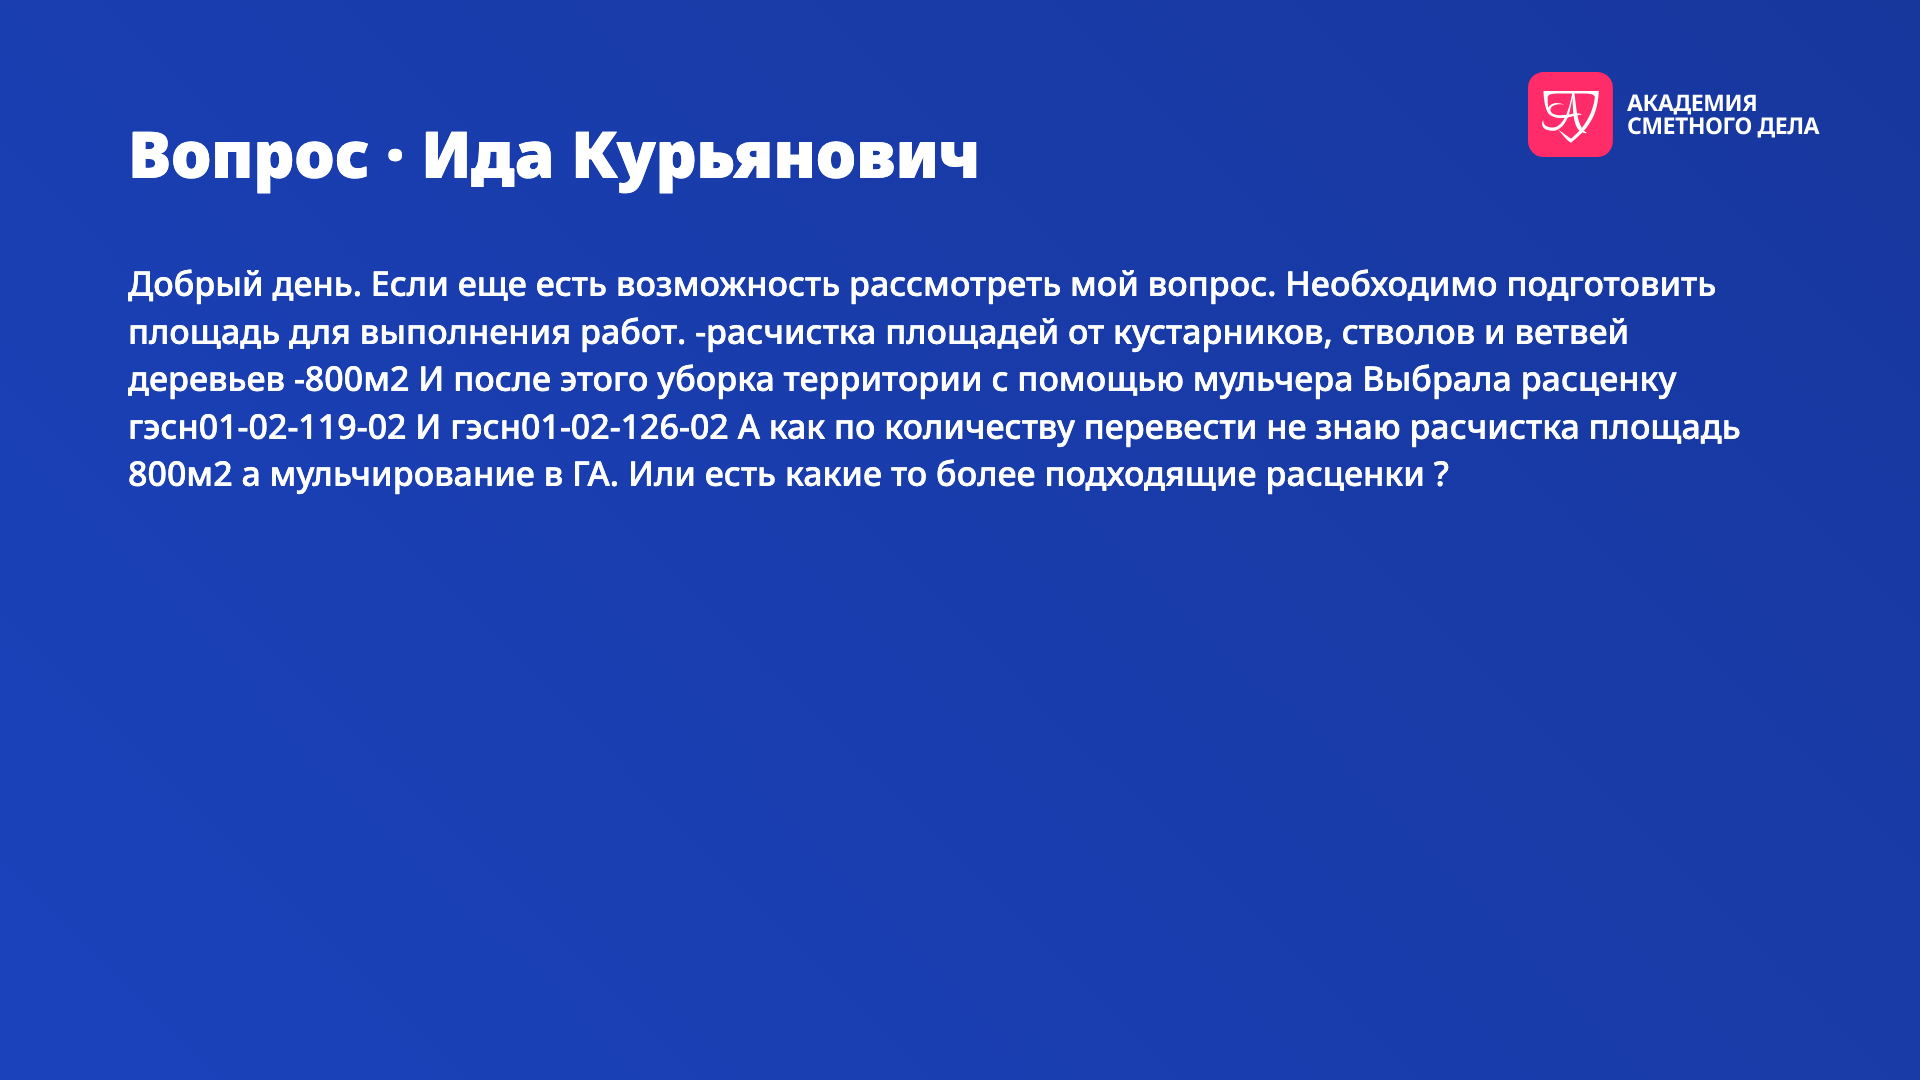 АКАДЕМИЯ
СМЕТНОГО ДЕЛА
Вопрос · Ида Курьянович
Добрый день. Если еще есть возможность рассмотреть мой вопрос. Необходимо подготовить
площадь для выполнения работ. -расчистка площадей от кустарников, стволов и ветвей
деревьев -800м2 И после этого уборка территории с помощью мульчера Выбрала расценку
гэсн01-02-119-02 И гэсн01-02-126-02 А как по количеству перевести не знаю расчистка площадь
800м2 а мульчирование в ГА. Или есть какие то более подходящие расценки ?